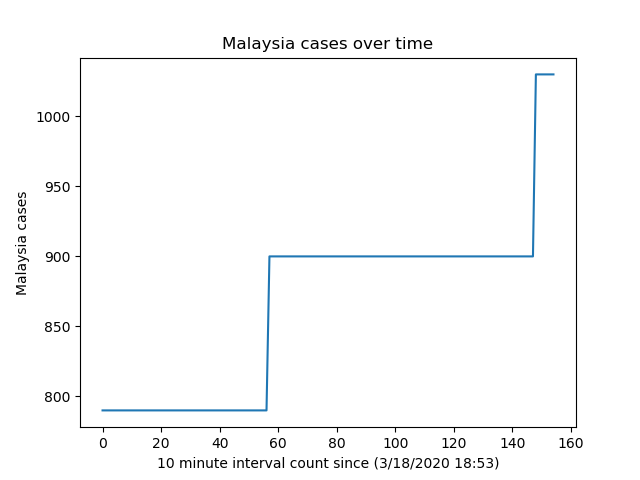 Malaysia cases over time
1000
950
900
850
800
Malaysia cases
0 20 40 60 80 100 120 140 160
10 minute interval count since (3/18/2020 18:53)